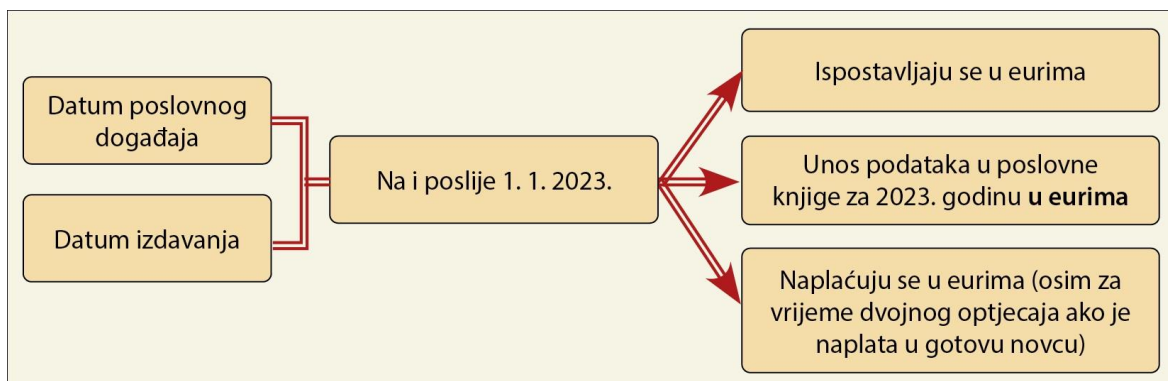 Datum poslovnog
događaja
Datum izdavanja
Na i poslije 1. 1. 2023.
Ispostavljaju se u eurima
Unos podataka u poslovne
knjige za 2023. godinu u eurima
Naplaćuju se u eurima (osim za
vrijeme dvojnog optjecaja ako je
naplata u gotovu novcu)